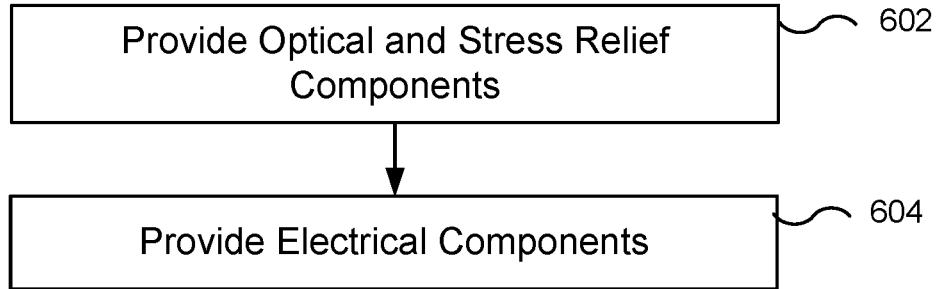 Provide Optical and Stress Relief
Components
602
Provide Electrical Components
604